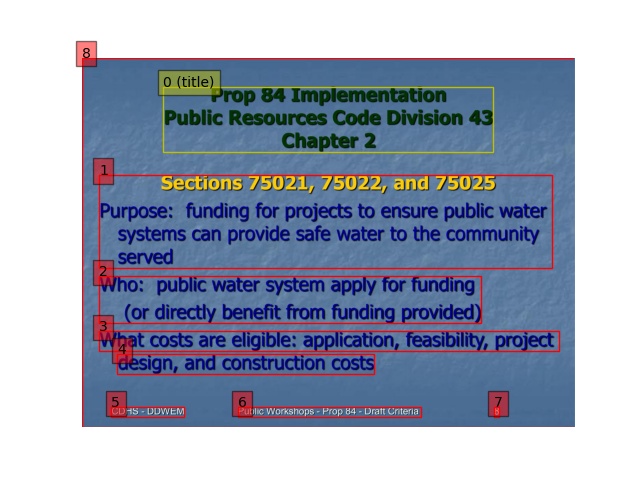 8
0 (title)
Prop 84 Implementation
Public Resources Code Division 43
Chapter 2
1
Sections 75021, 75022, and 75025
Purpose: funding for projects to ensure public water
systems can provide safe water to the community
served
2
Who: public water system apply for funding
(or directly benefit from funding provided)
3
What costs are eligible: application, feasibility, project
4
design, and construction costs
5
6
7
CDHS - DDWEM
Public Workshops - Prop 84 - Draft Criteria
8